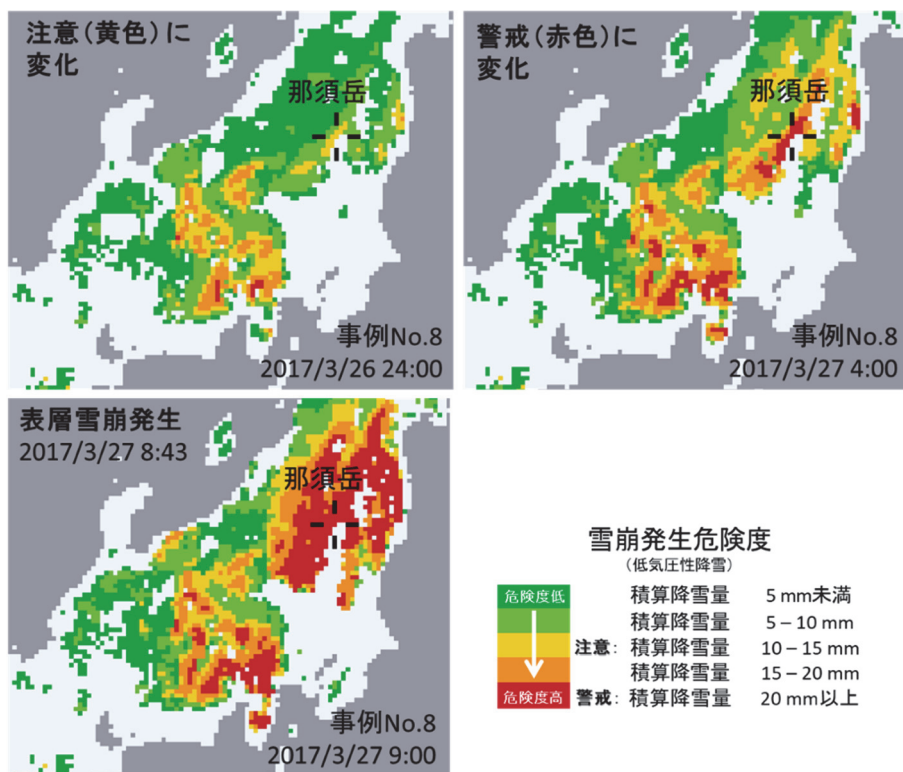 注意(黄色)に
変化
那須岳
事例No.8
2017/3/26 24:00
警戒(赤色)に
変化
那須岳
事例No.8
2017/3/27 4:00
表層雪崩発生
2017/3/27 8:43
那須岳
事例No.8
2017/3/27 9:00
雪崩発生危険度
(低気圧性降雪)
危険度低 積算降雪量 5 mm未満
積算降雪量 5 – 10 mm
注意: 積算降雪量 10 – 15 mm
積算降雪量 15 – 20 mm
危険度高 警戒: 積算降雪量 20 mm以上